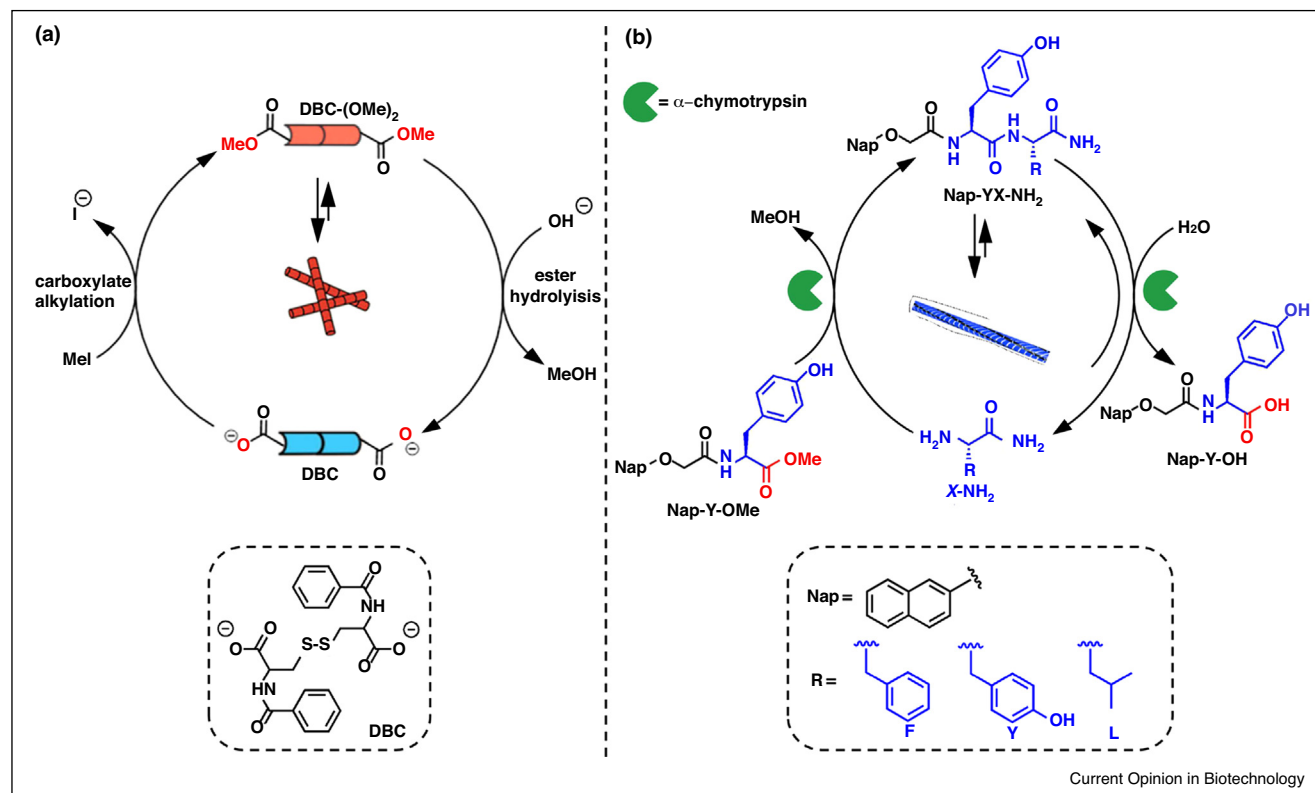 (a)
DBC-(OMe)₂
O
MeO
OMe
O
I⊖
OH⊖
carboxylate
alkylation
ester
hydrolyisis
MeI
MeOH
O
⊖O
O⊖
O
DBC
O
HN
⊖
O
O
S-S
O
O
⊖
HN
O
DBC
(b)
= α−chymotrypsin
OH
O
Nap
O
N
H
H
N
O
O
R
NH₂
Nap-YX-NH₂
MeOH
H₂O
OH
O
Nap
O
N
H
OMe
O
Nap-Y-OMe
H₂N
O
NH₂
R
X-NH₂
OH
O
Nap
O
H
N
OH
O
Nap-Y-OH
Nap =
R =
F
OH
Y
L
Current Opinion in Biotechnology